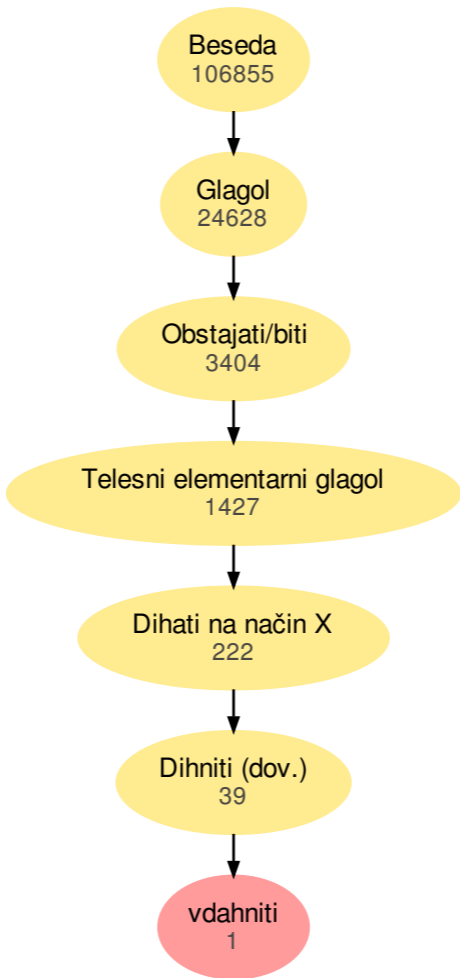 Beseda
106855
Glagol
24628
Obstajati/biti
3404
Telesni elementarni glagol
1427
Dihati na način X
222
Dihniti (dov.)
39
vdahniti
1